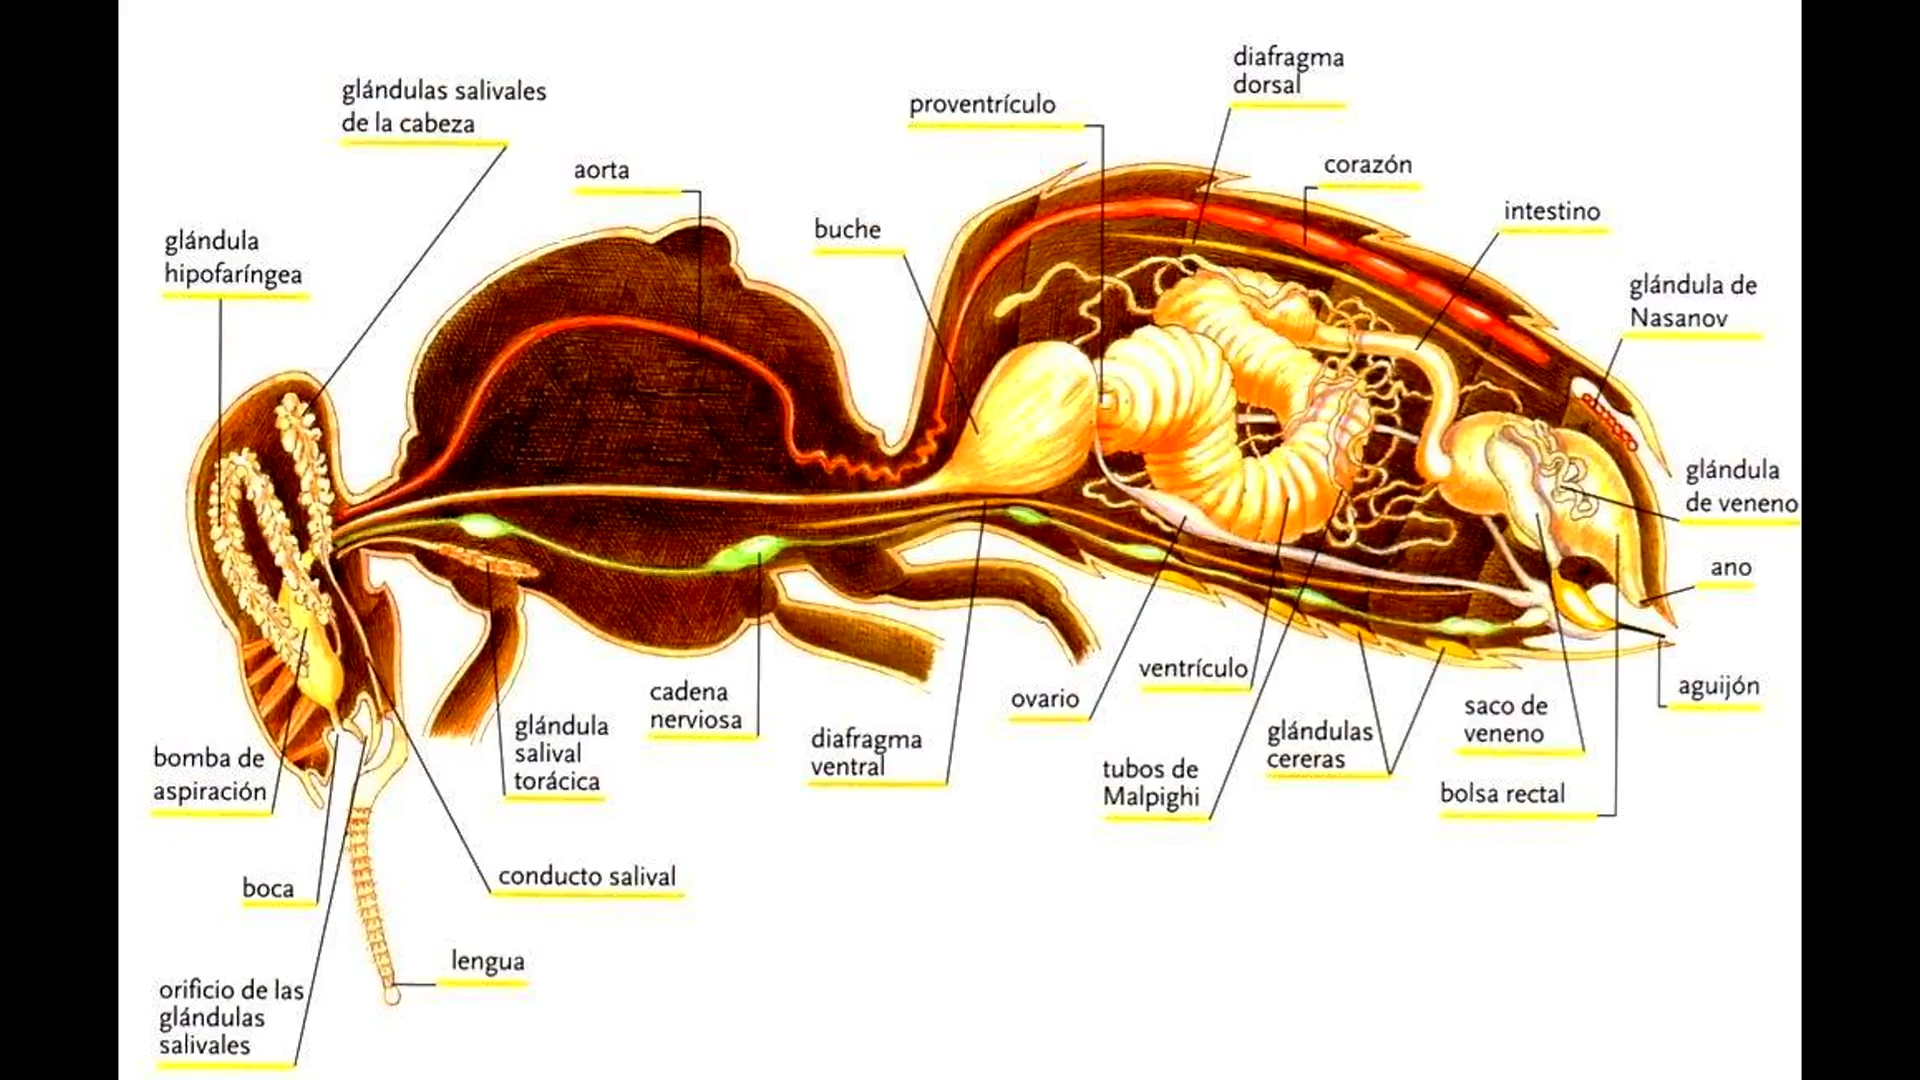 diafragma
dorsal
glándulas salivales
de la cabeza
proventrículo
aorta
corazón
intestino
buche
glándula
hipofaríngea
glándula de
Nasanov
glándula
de veneno
ano
aguijón
ventrículo
ovario
cadena
nerviosa
glándula
salival
torácica
diafragma
ventral
saco de
veneno
glándulas
cereras
tubos de
Malpighi
bolsa rectal
bomba de
aspiración
boca
conducto salival
lengua
orificio de las
glándulas
salivales